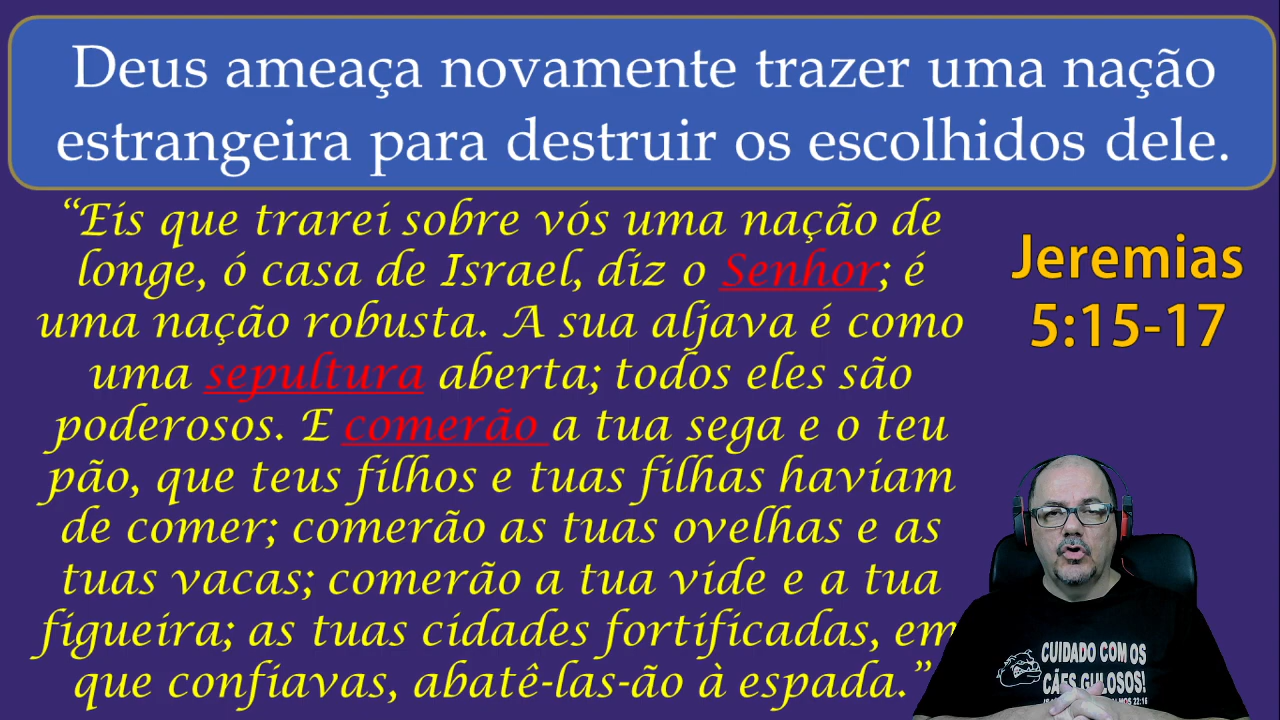 Deus ameaça novamente trazer uma nação
estrangeira para destruir os escolhidos dele.
“Eis que trarei sobre vós uma nação de
longe, ó casa de Israel, diz o Senhor; é
uma nação robusta. A sua aljava é como
uma sepultura aberta; todos eles são
poderosos. E comerão a tua sega e o teu
pão, que teus filhos e tuas filhas haviam
de comer; comerão as tuas ovelhas e as
tuas vacas; comerão a tua vide e a tua
figueira; as tuas cidades fortificadas, em
que confiavas, abatê-las-ão à espada.”
Jeremias
5:15-17
CUIDADO COM OS
CÃES GULOSOS!